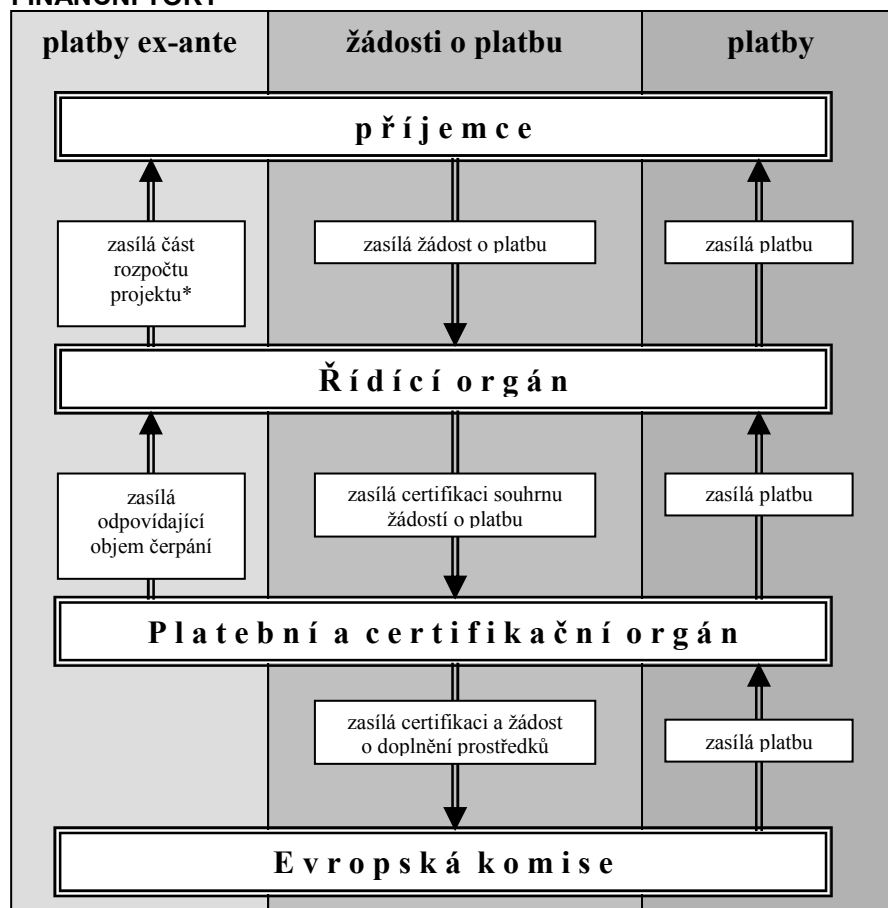 FINANČNÍ TOKY
platby ex-ante žádosti o platbu platby
příjemce
zasílá část
rozpočtu
projektu*
zasílá žádost o platbu
zasílá platbu
Řídící orgán
zasílá
odpovídající
objem čerpání
zasílá certifikaci souhrnu
žádostí o platbu
zasílá platbu
Platební a certifikační orgán
zasílá certifikaci a žádost
o doplnění prostředků
zasílá platbu
Evropská komise